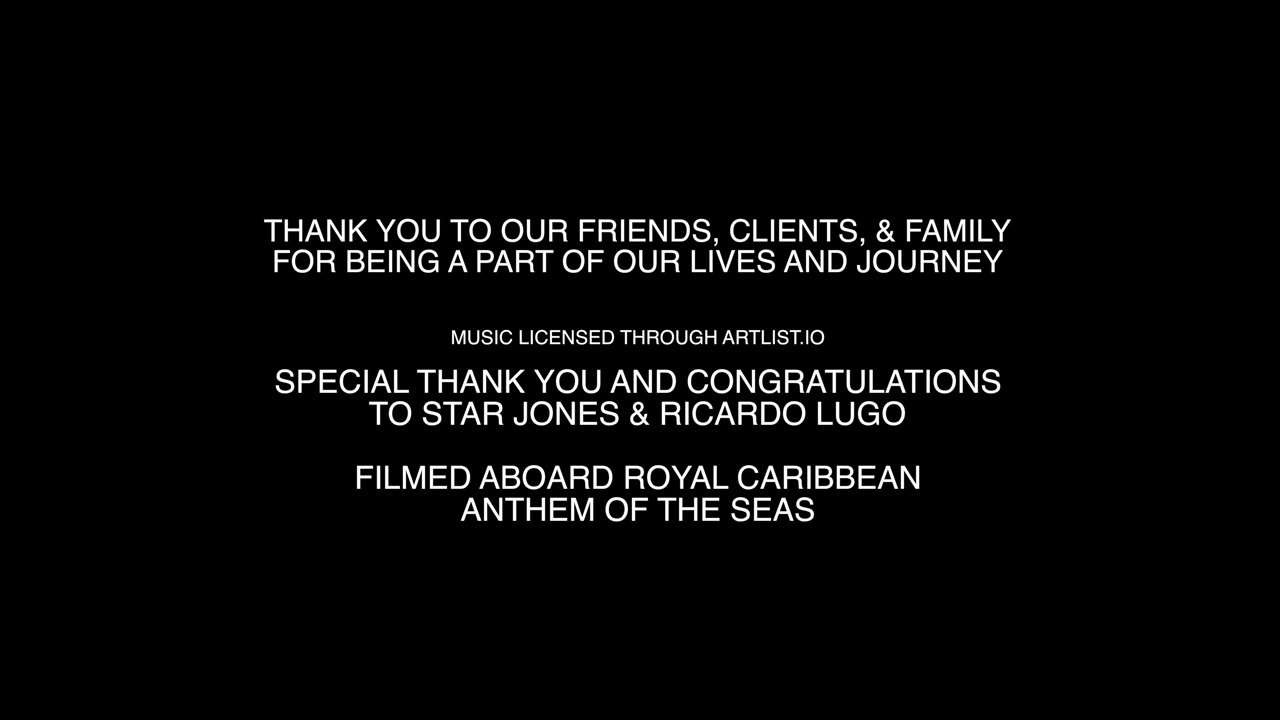 THANK YOU TO OUR FRIENDS, CLIENTS, & FAMILY
FOR BEING A PART OF OUR LIVES AND JOURNEY
MUSIC LICENSED THROUGH ARTLIST.IO
SPECIAL THANK YOU AND CONGRATULATIONS
TO STAR JONES & RICARDO LUGO
FILMED ABOARD ROYAL CARIBBEAN
ANTHEM OF THE SEAS